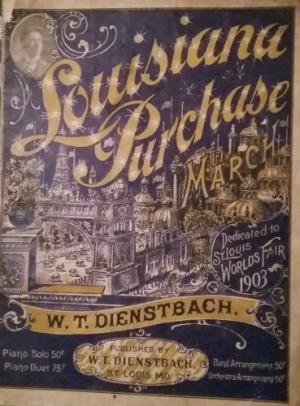 Louisiana
Purchase
MARCH
Dedicated to
ST. LOUIS
WORLDS FAIR
1903
W. T. DIENSTBACH.
Piano Solo 50¢
Piano Duet 75¢
PUBLISHED BY
W. T. DIENSTBACH,
ST. LOUIS MO.
Band Arrangement 50¢
Orchestra Arrangement 50¢